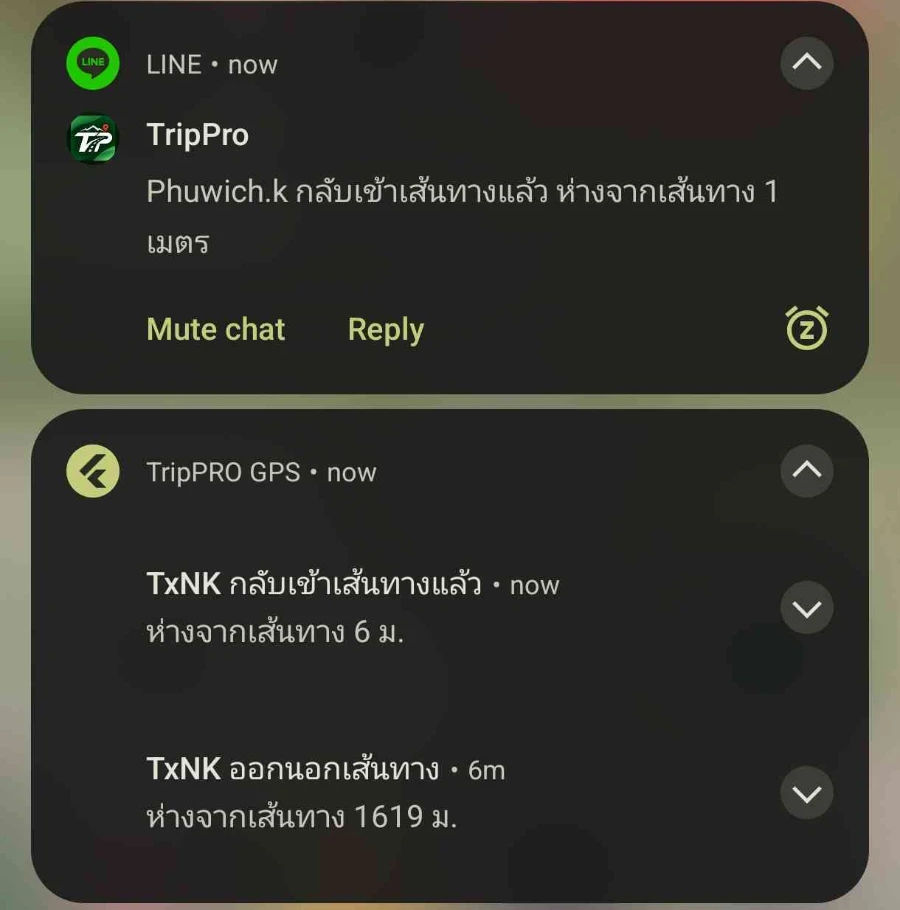 LINE • now
TripPro
Phuwich.k กลับเข้าเส้นทางแล้ว ห่างจากเส้นทาง 1
เมตร
Mute chat Reply
TripPRO GPS • now
TxNK กลับเข้าเส้นทางแล้ว • now
ห่างจากเส้นทาง 6 ม.
TxNK ออกนอกเส้นทาง • 6m
ห่างจากเส้นทาง 1619 ม.